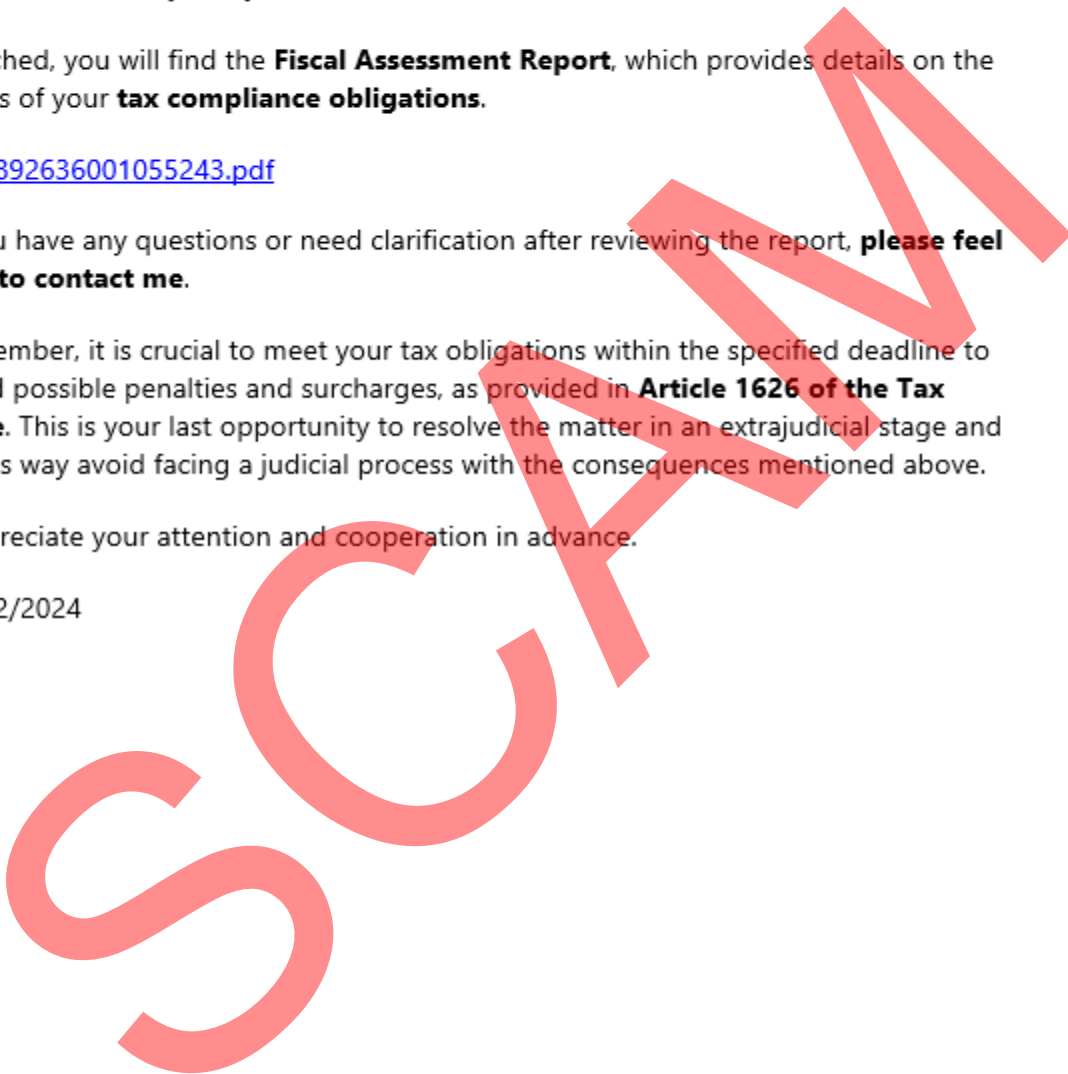 ched, you will find the Fiscal Assessment Report, which provides details on the
s of your tax compliance obligations.
392636001055243.pdf
u have any questions or need clarification after reviewing the report, please feel
to contact me.
ember, it is crucial to meet your tax obligations within the specified deadline to
possible penalties and surcharges, as provided in Article 1626 of the Tax
e. This is your last opportunity to resolve the matter in an extrajudicial stage and
s way avoid facing a judicial process with the consequences mentioned above.
reciate your attention and cooperation in advance.
2/2024
SCAM